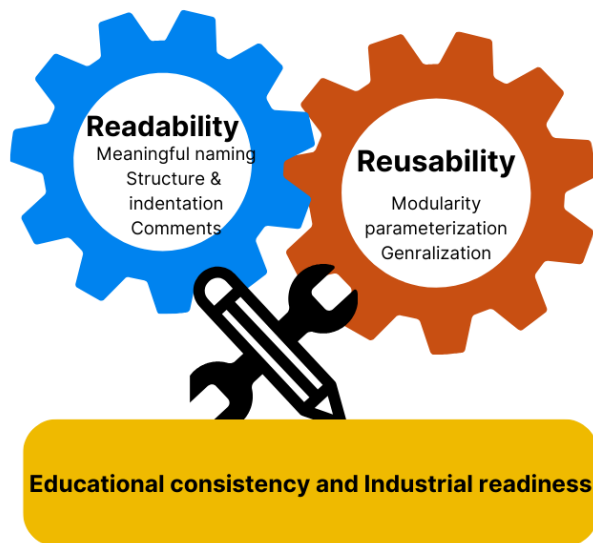 Readability
Meaningful naming
Structure &
indentation
Comments
Reusability
Modularity
parameterization
Genralization
Educational consistency and Industrial readiness